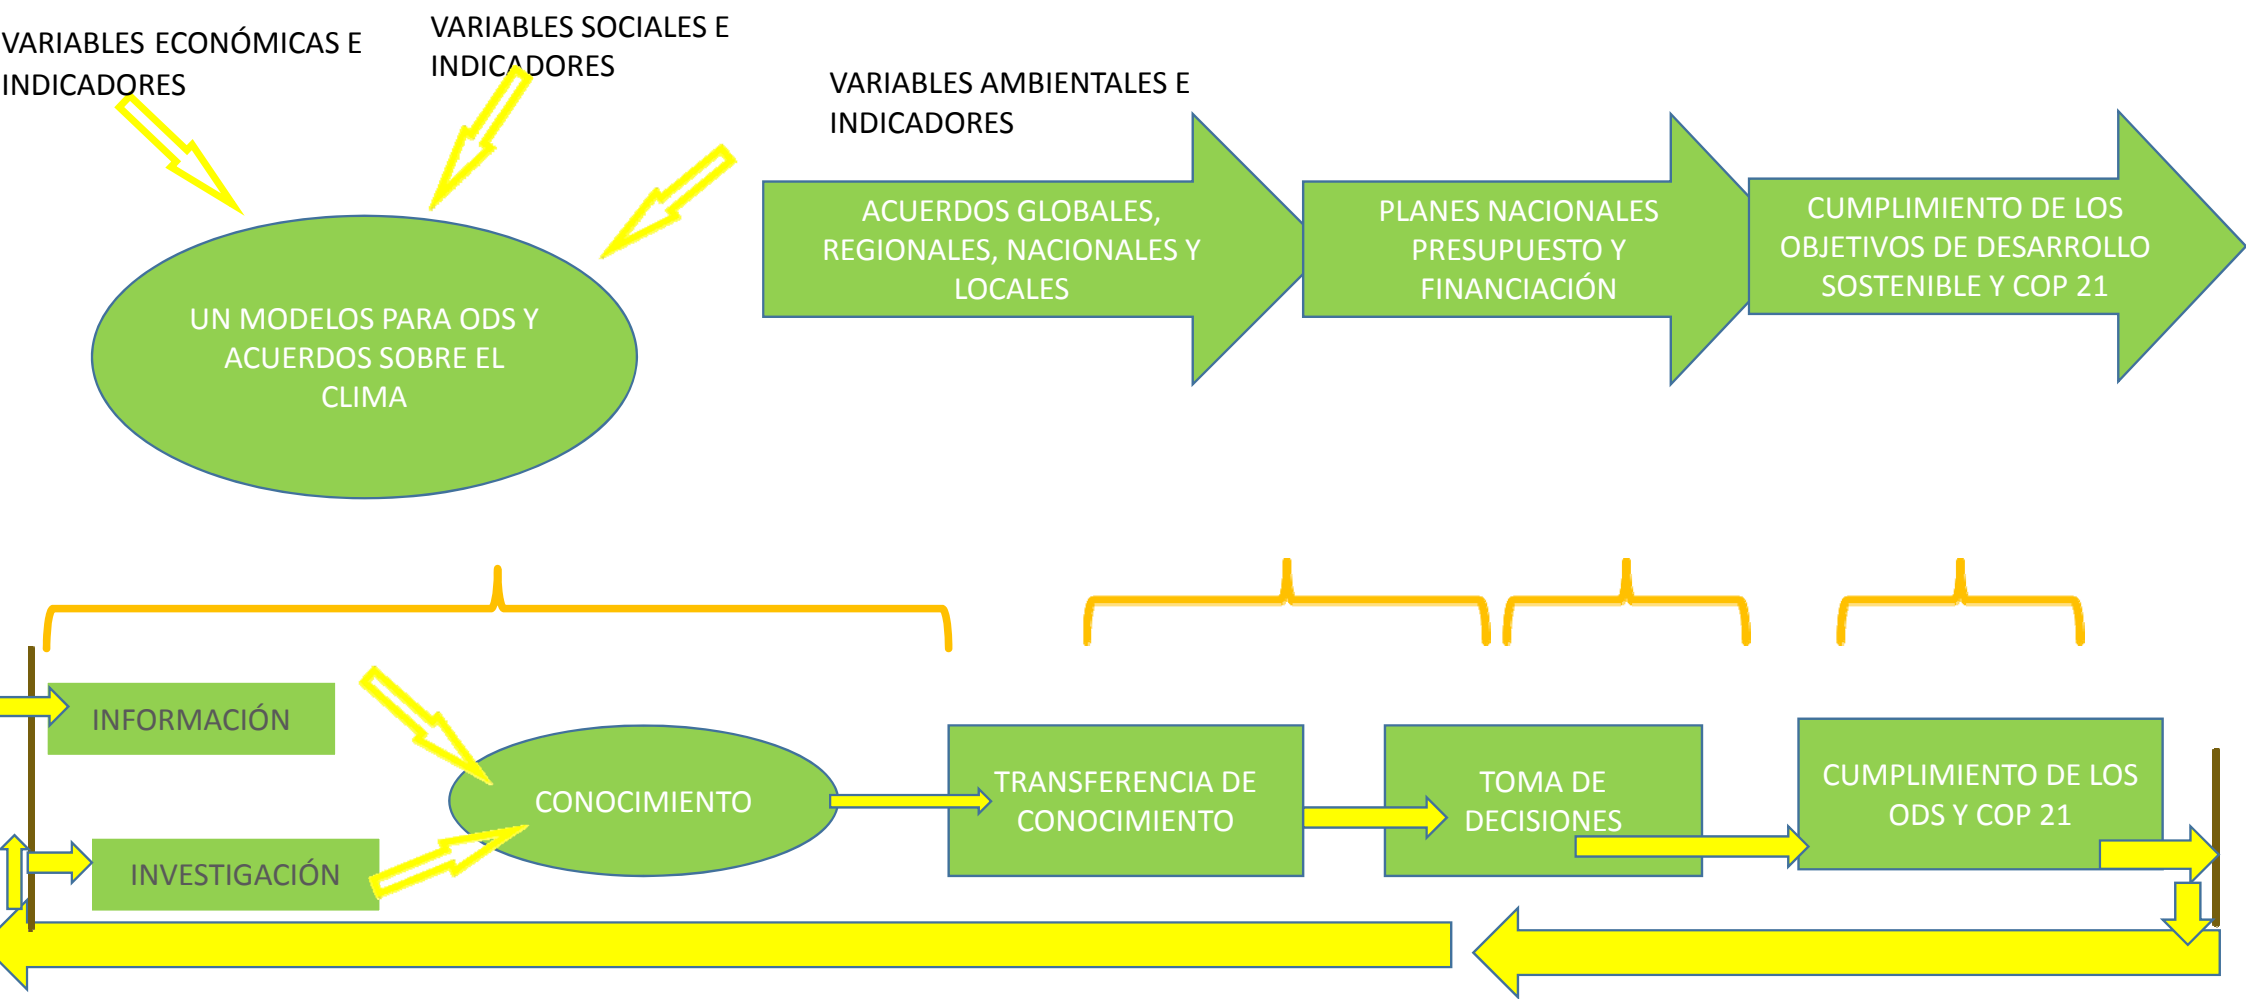 VARIABLES ECONÓMICAS E
INDICADORES
VARIABLES SOCIALES E
INDICADORES
VARIABLES AMBIENTALES E
INDICADORES
UN MODELOS PARA ODS Y
ACUERDOS SOBRE EL
CLIMA
ACUERDOS GLOBALES,
REGIONALES, NACIONALES Y
LOCALES
PLANES NACIONALES
PRESUPUESTO Y
FINANCIACIÓN
CUMPLIMIENTO DE LOS
OBJETIVOS DE DESARROLLO
SOSTENIBLE Y COP 21
INFORMACIÓN
INVESTIGACIÓN
CONOCIMIENTO
TRANSFERENCIA DE
CONOCIMIENTO
TOMA DE
DECISIONES
CUMPLIMIENTO DE LOS
ODS Y COP 21